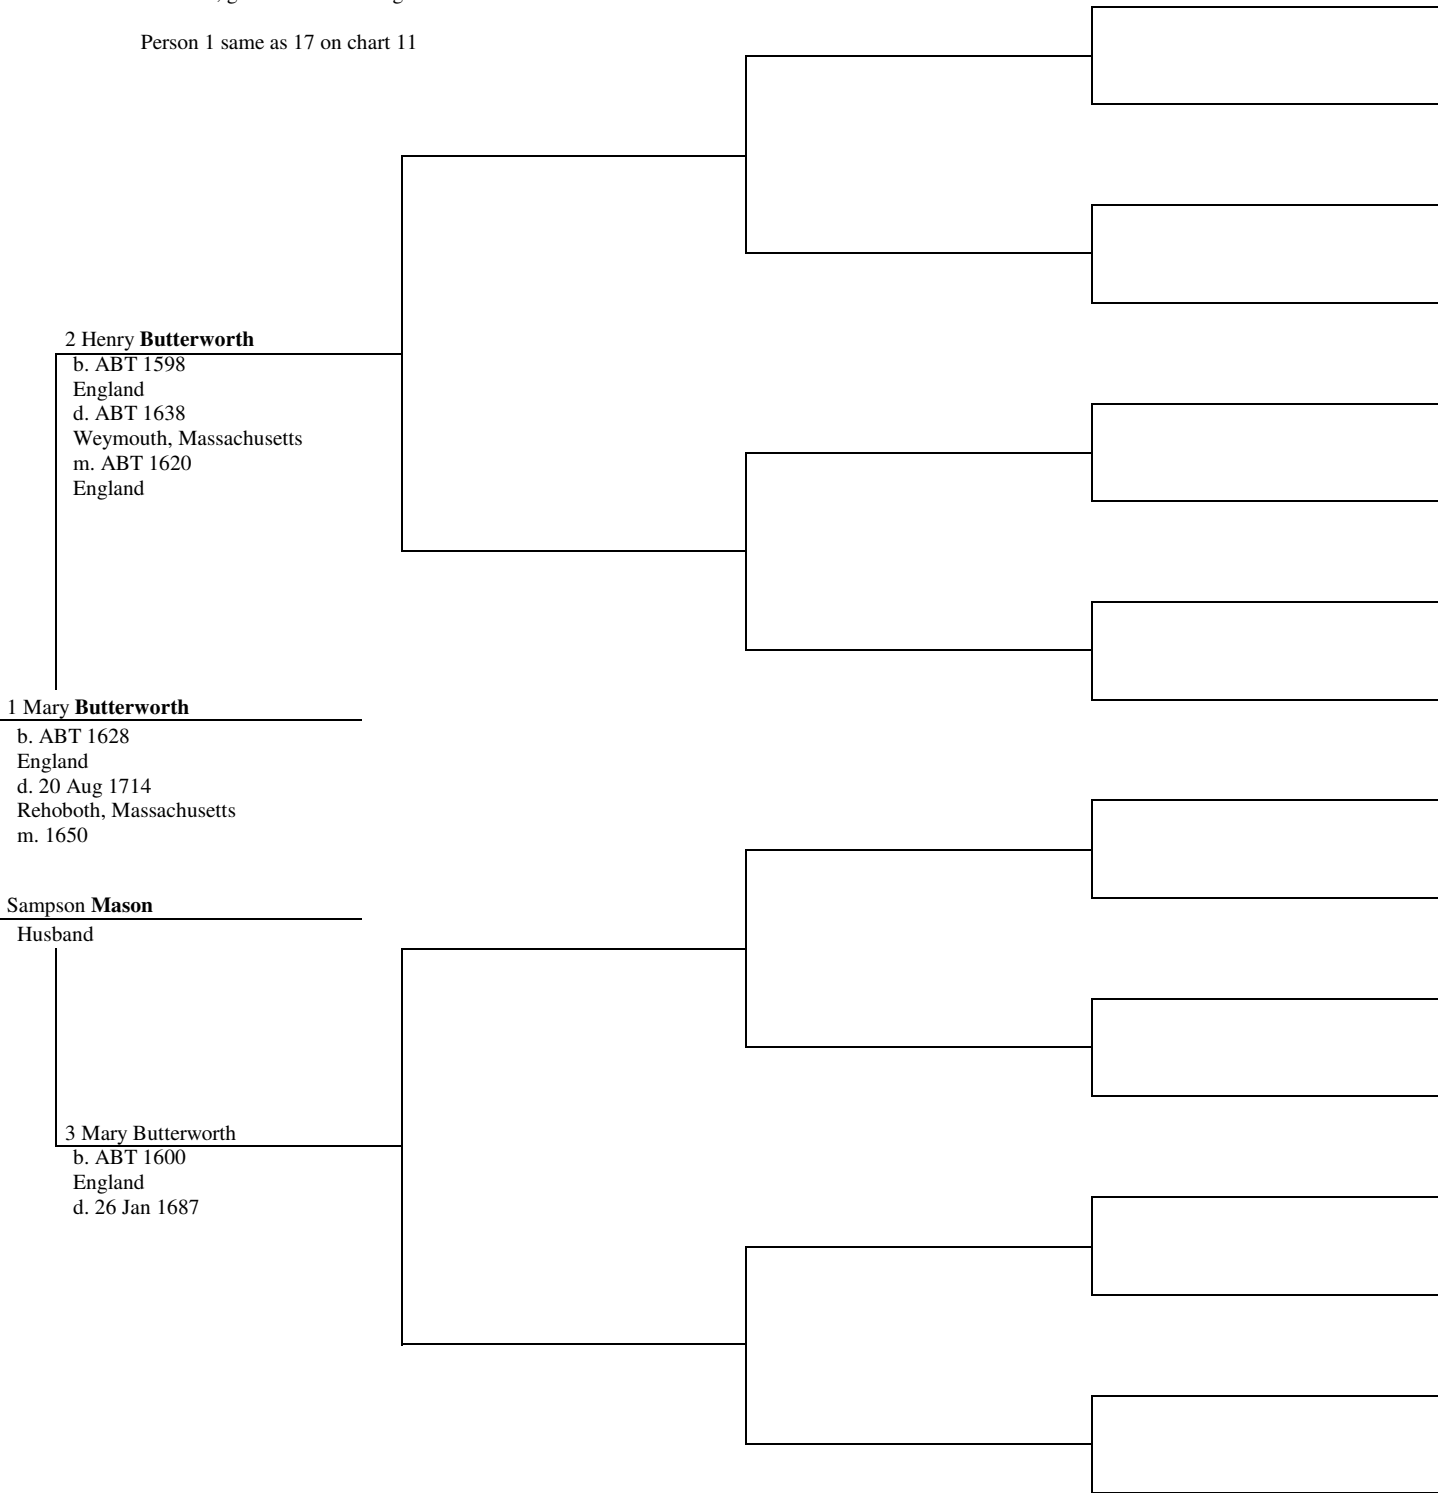 Person 1 same as 17 on chart 11
2 Henry Butterworth
b. ABT 1598
England
d. ABT 1638
Weymouth, Massachusetts
m. ABT 1620
England
1 Mary Butterworth
b. ABT 1628
England
d. 20 Aug 1714
Rehoboth, Massachusetts
m. 1650
Sampson Mason
Husband
3 Mary Butterworth
b. ABT 1600
England
d. 26 Jan 1687